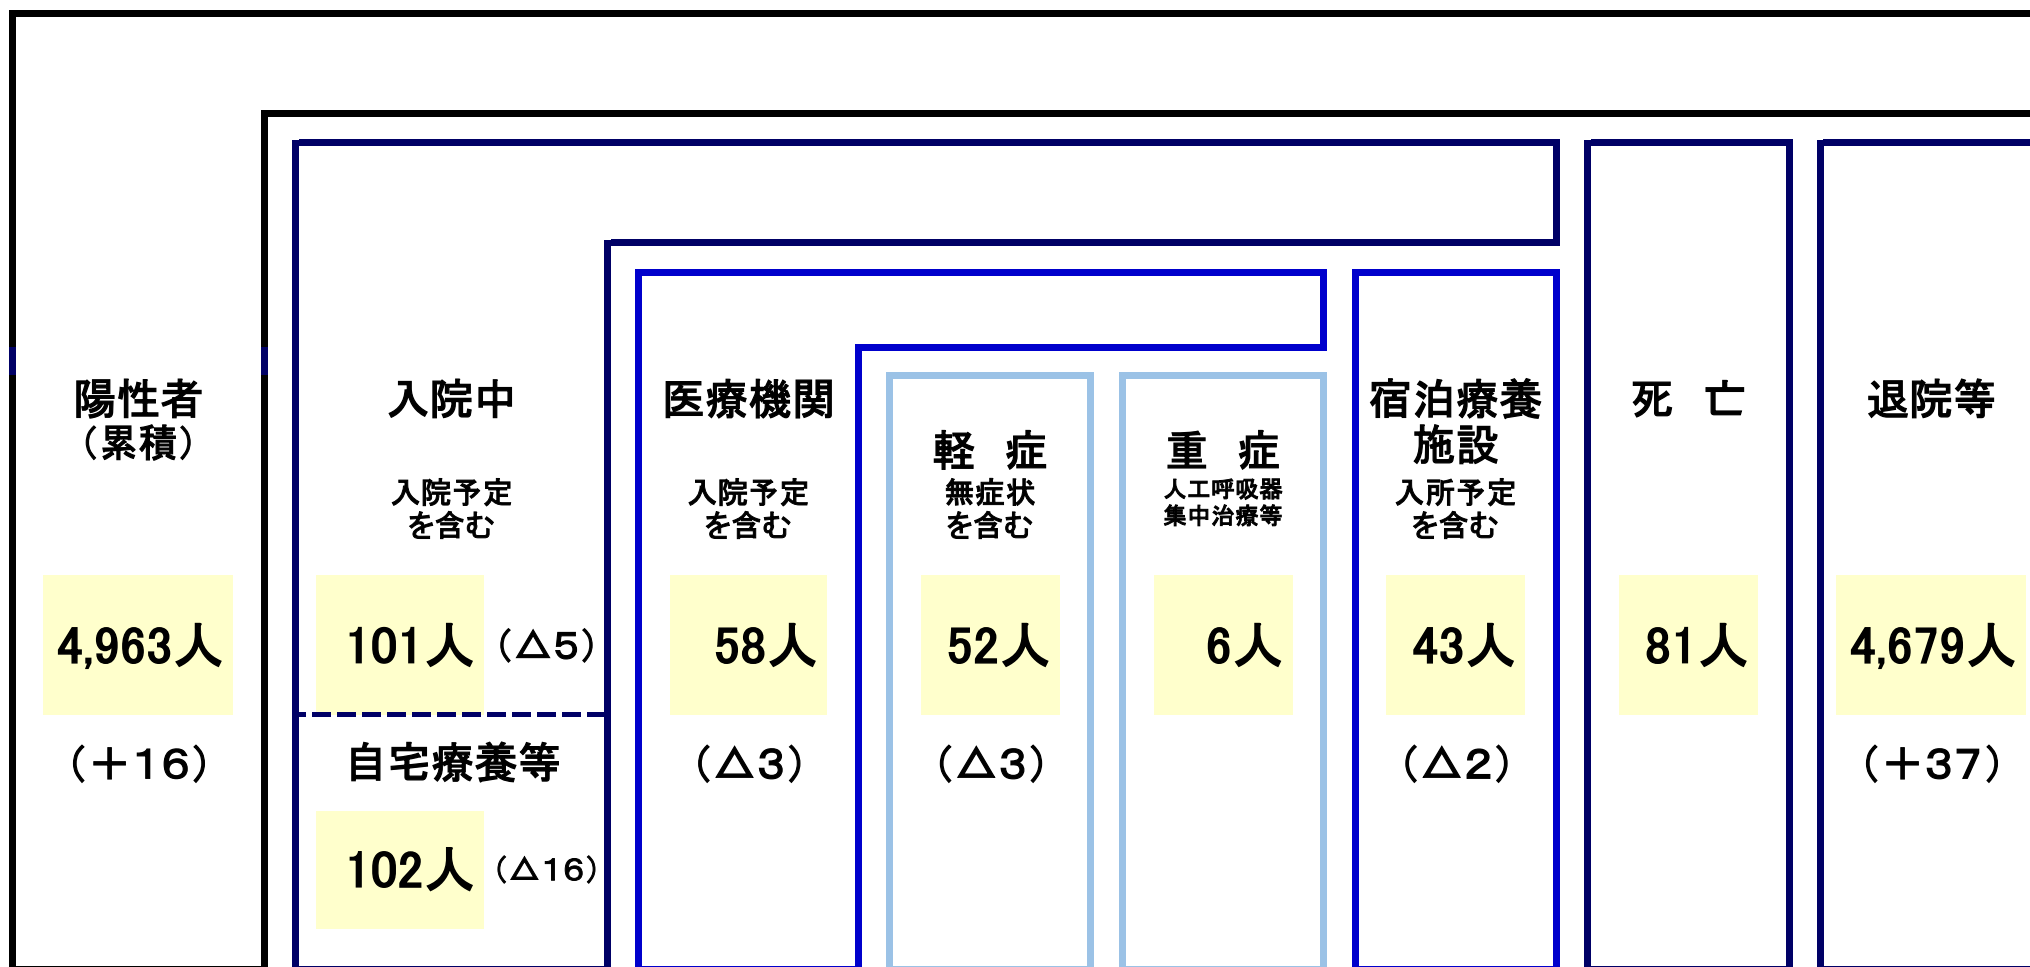 陽性者
（累積）
4,963人
（＋16）
入院中
入院予定
を含む
101人 （△5）
自宅療養等
102人 （△16）
医療機関
入院予定
を含む
58人
（△3）
軽 症
無症状
を含む
52人
（△3）
重 症
人工呼吸器
集中治療等
6人
宿泊療養
施設
入所予定
を含む
43人
（△2）
死 亡
81人
退院等
4,679人
（＋37）